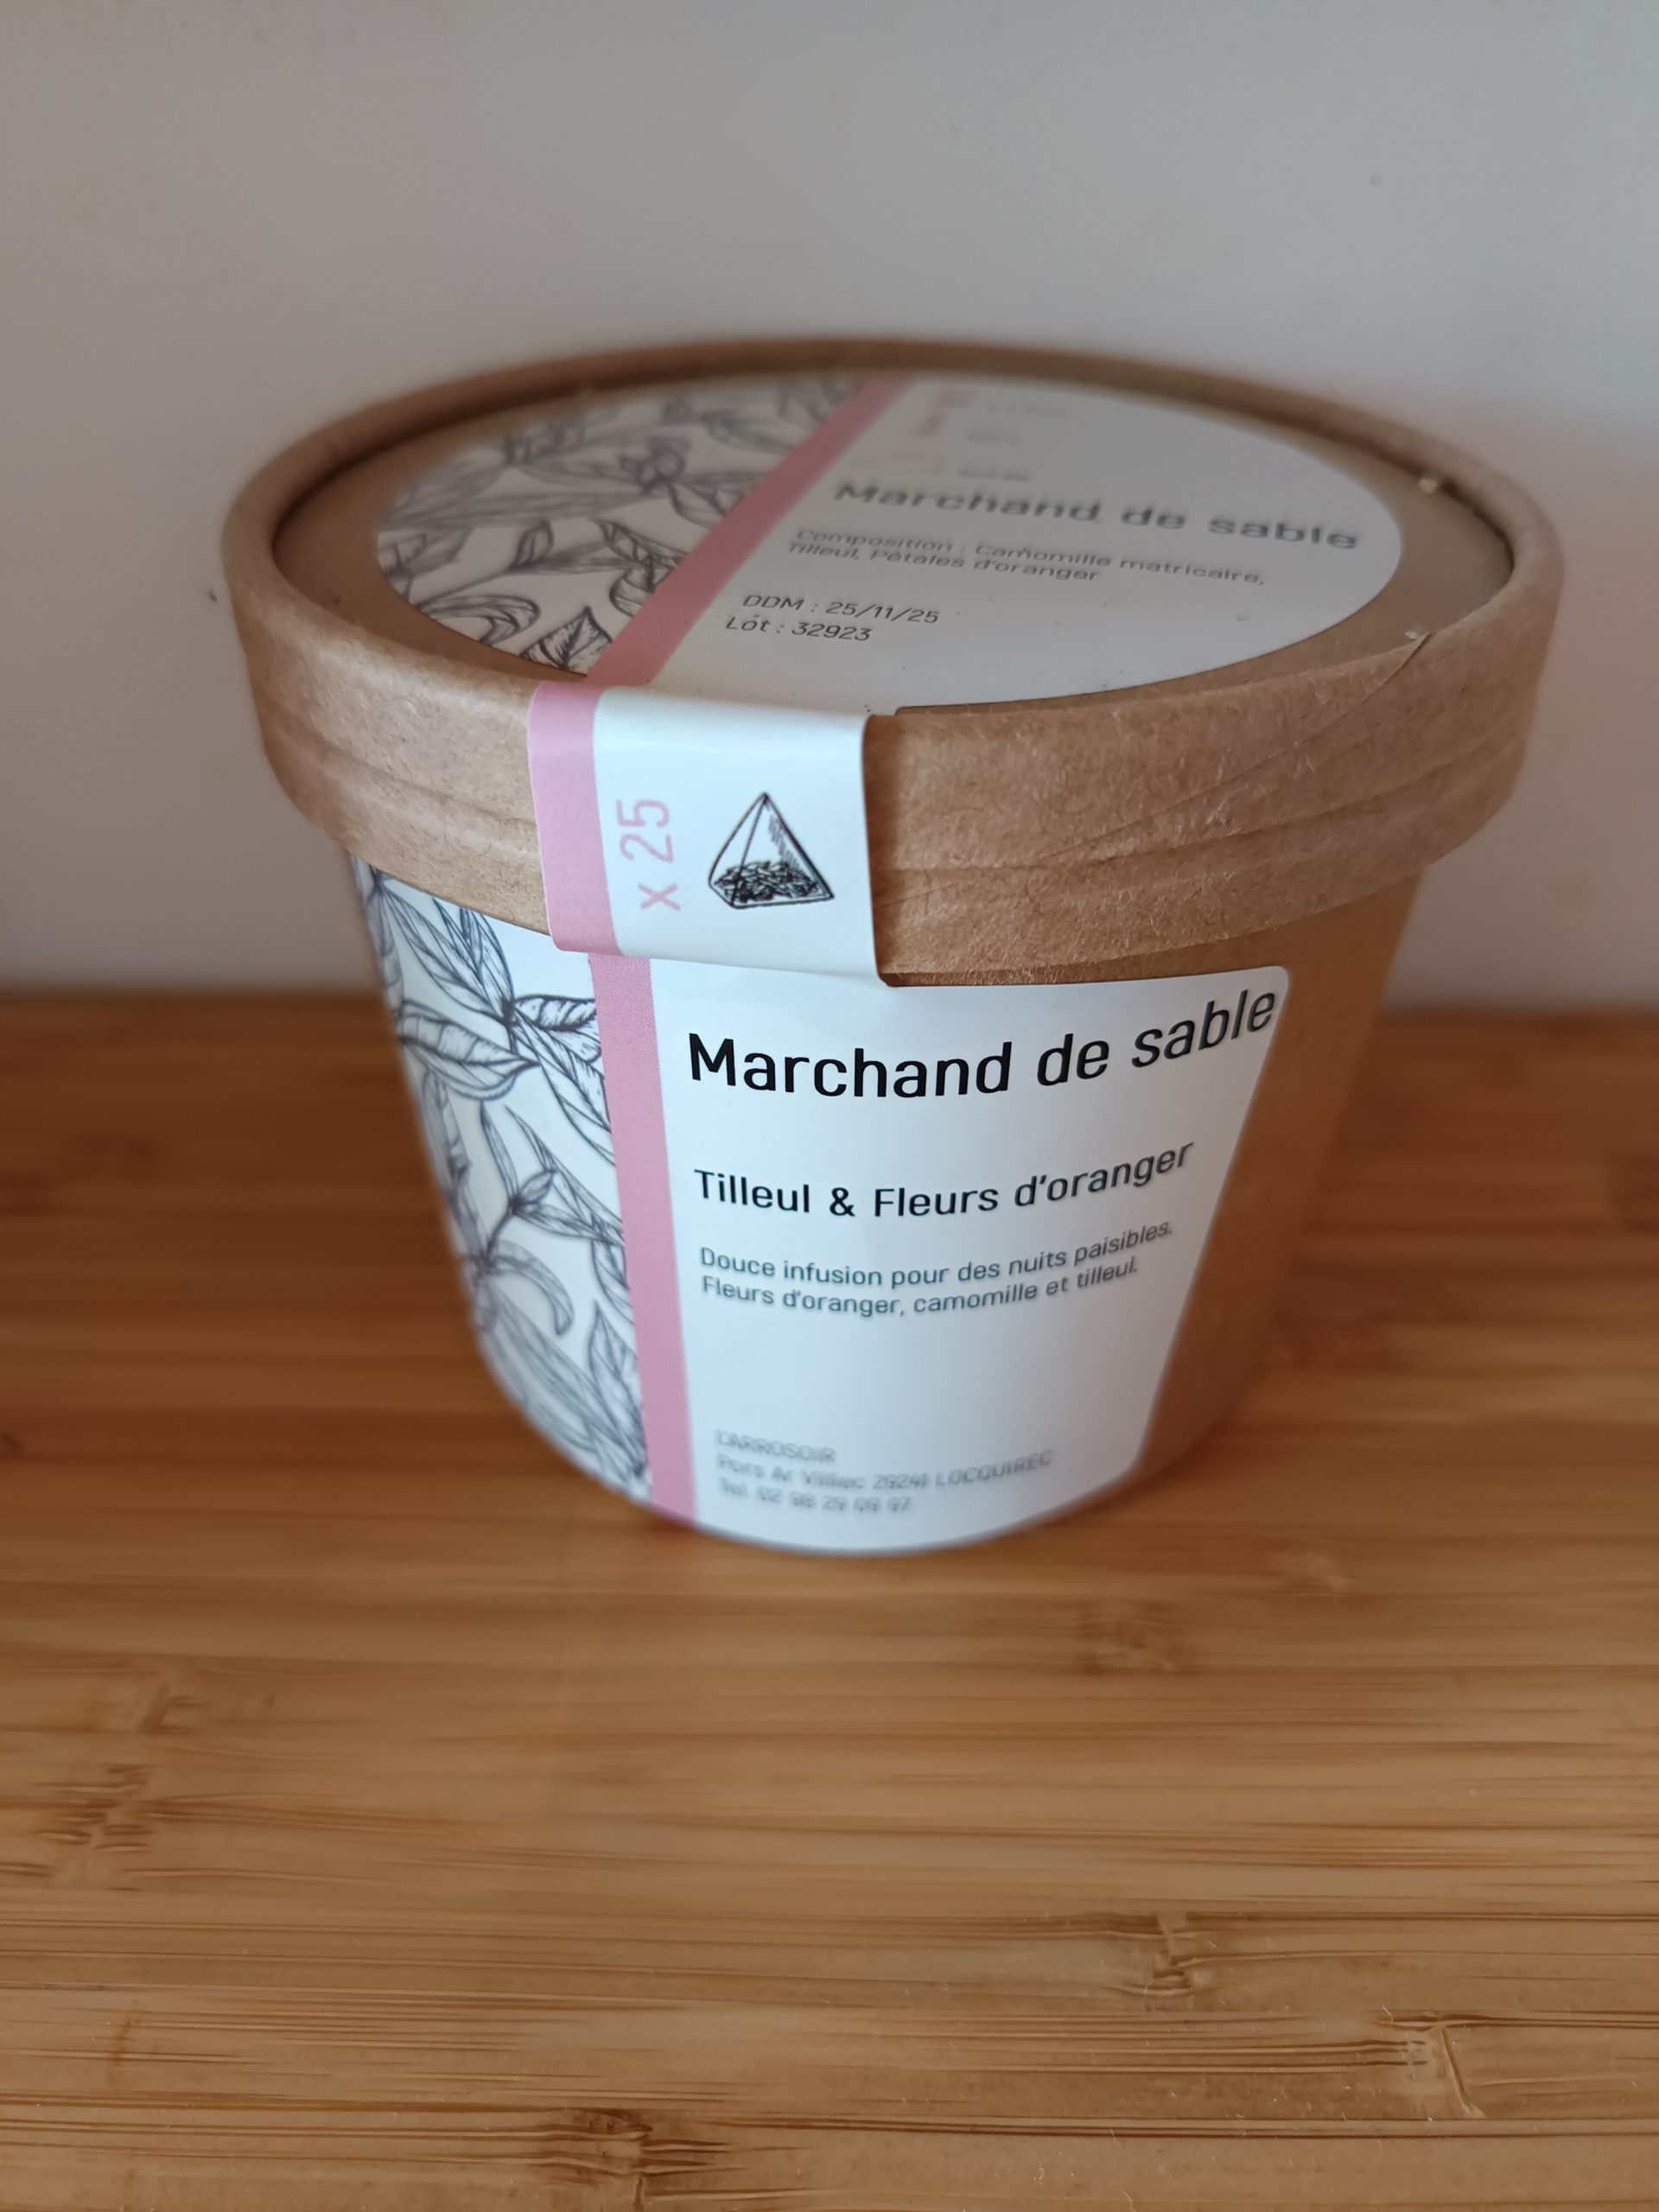 Marchand de sable
Composition : Camomille matricaire,
Tilleul, Pétales d'oranger
DDM : 25/11/25
Lot : 32923
x 25
Marchand de sable
Tilleul & Fleurs d'oranger
Douce infusion pour des nuits paisibles.
Fleurs d'oranger, camomille et tilleul.
L'ARROSOIR
Pors Ar Villiec 29241 LOCQUIREC
Tel. 02 98 29 09 97